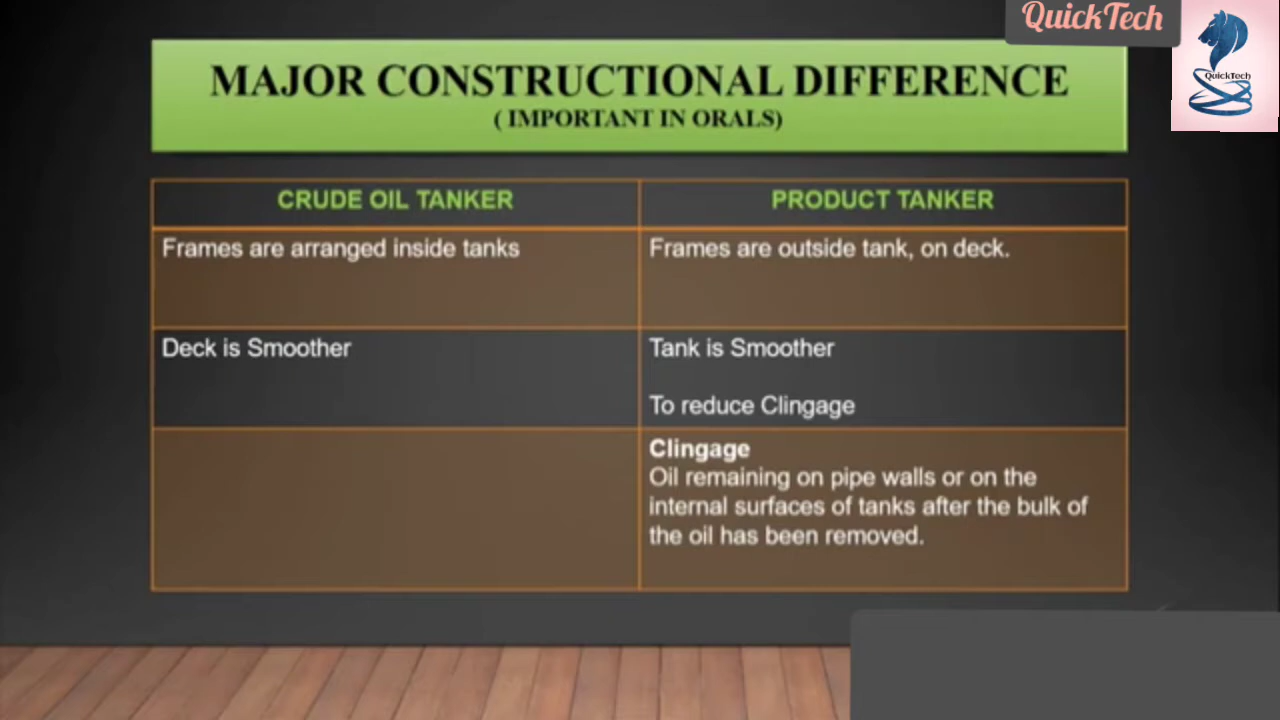 QuickTech
QuickTech
MAJOR CONSTRUCTIONAL DIFFERENCE
( IMPORTANT IN ORALS)
CRUDE OIL TANKER
PRODUCT TANKER
Frames are arranged inside tanks
Frames are outside tank, on deck.
Deck is Smoother
Tank is Smoother
To reduce Clingage
Clingage
Oil remaining on pipe walls or on the
internal surfaces of tanks after the bulk of
the oil has been removed.